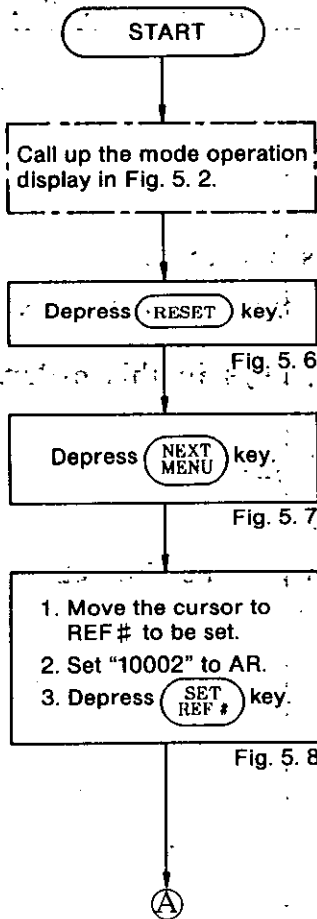 START
Call up the mode operation
display in Fig. 5. 2.
Depress RESET key.
Fig. 5. 6
Depress NEXT MENU key.
Fig. 5. 7
1. Move the cursor to
REF# to be set.
2. Set "10002" to AR.
3. Depress SET REF # key.
Fig. 5. 8
A